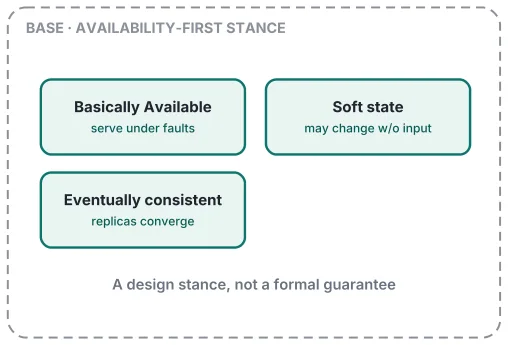 BASE · AVAILABILITY-FIRST STANCE
Basically Available
serve under faults
Soft state
may change w/o input
Eventually consistent
replicas converge
A design stance, not a formal guarantee